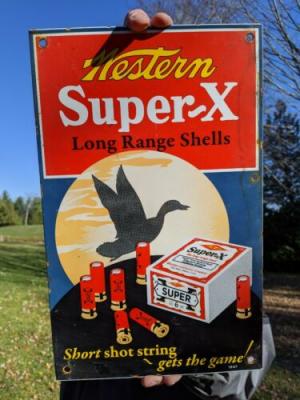 Western
Super-X
Long Range Shells
Super-X
SUPER
Short shot string
gets the game!